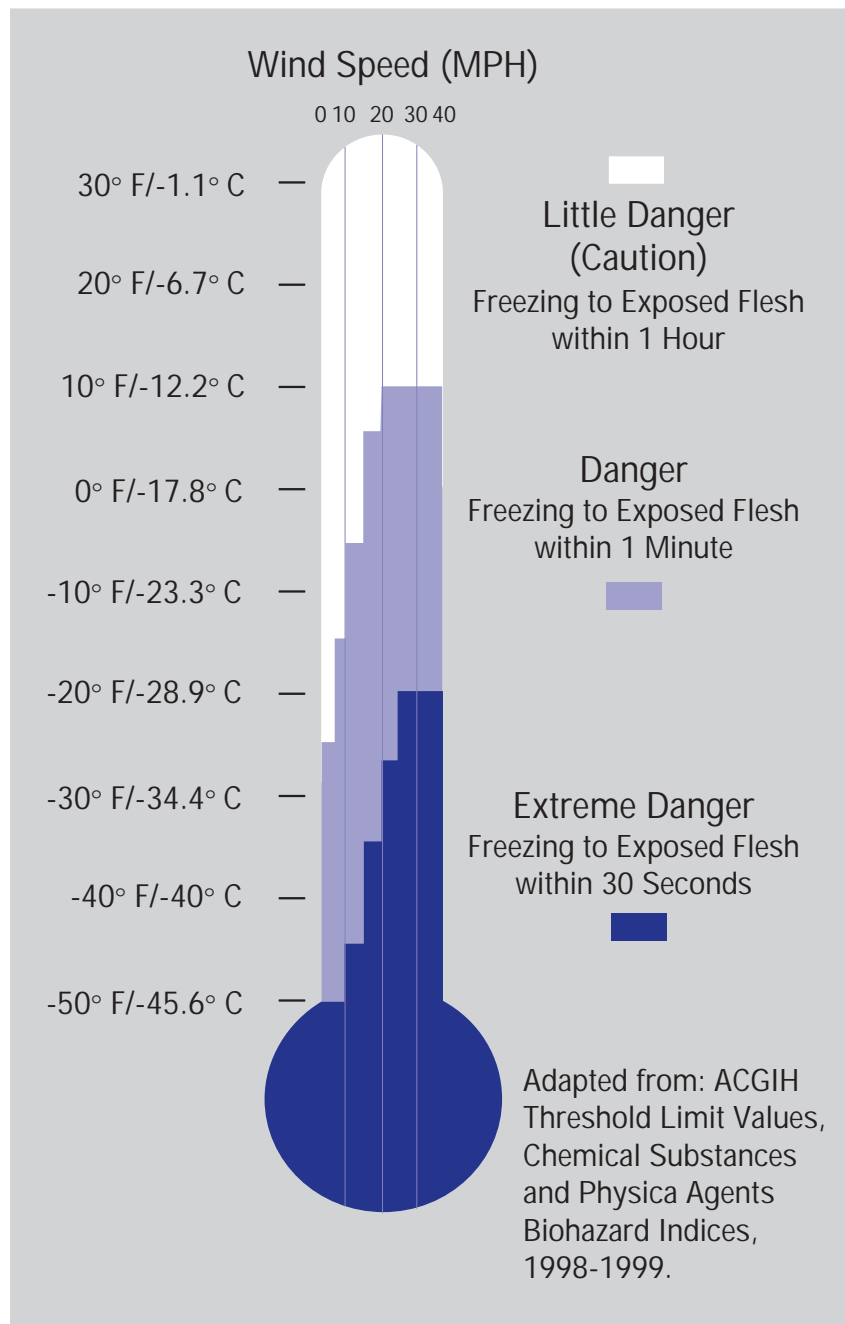 Wind Speed (MPH)
0 10 20 30 40
30° F/-1.1° C
20° F/-6.7° C
10° F/-12.2° C
0° F/-17.8° C
-10° F/-23.3° C
-20° F/-28.9° C
-30° F/-34.4° C
-40° F/-40° C
-50° F/-45.6° C
Little Danger
(Caution)
Freezing to Exposed Flesh
within 1 Hour
Danger
Freezing to Exposed Flesh
within 1 Minute
Extreme Danger
Freezing to Exposed Flesh
within 30 Seconds
Adapted from: ACGIH
Threshold Limit Values,
Chemical Substances
and Physica Agents
Biohazard Indices,
1998-1999.